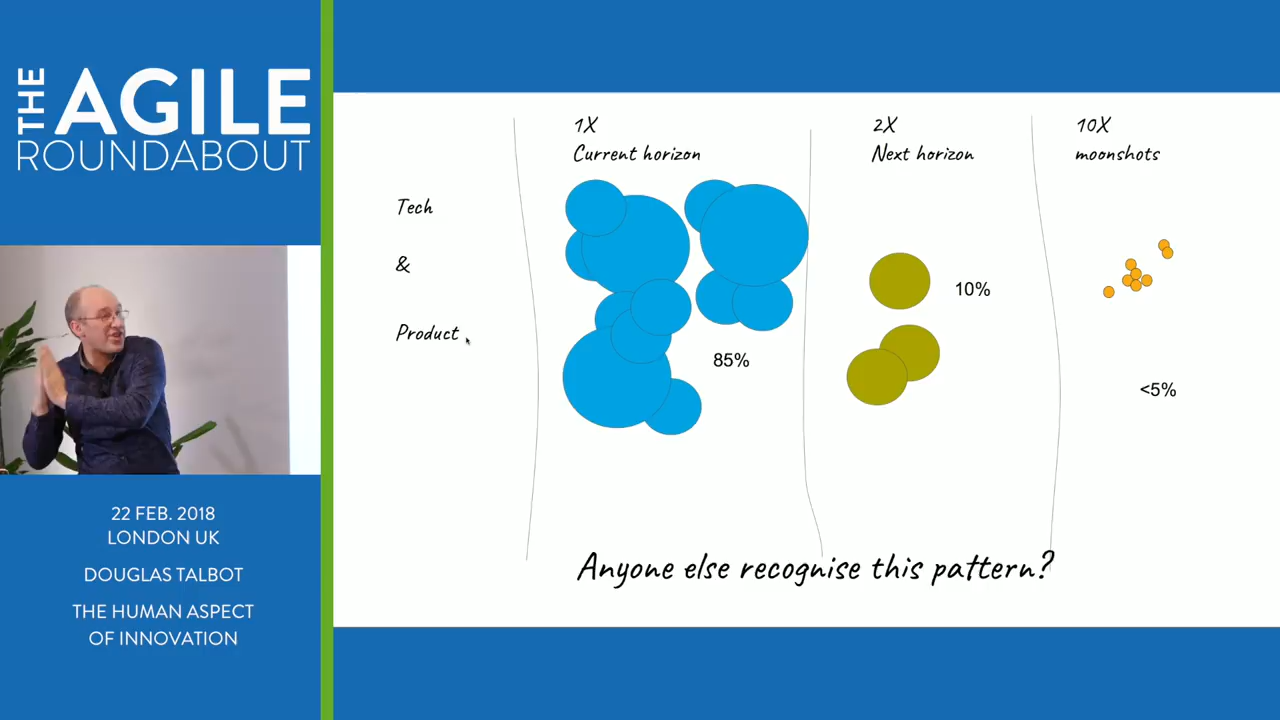 THE
AGILE
ROUNDABOUT
22 FEB. 2018
LONDON UK
DOUGLAS TALBOT
THE HUMAN ASPECT
OF INNOVATION
1X
Current horizon
2X
Next horizon
10X
moonshots
Tech
&
Product
10%
85%
<5%
Anyone else recognise this pattern?